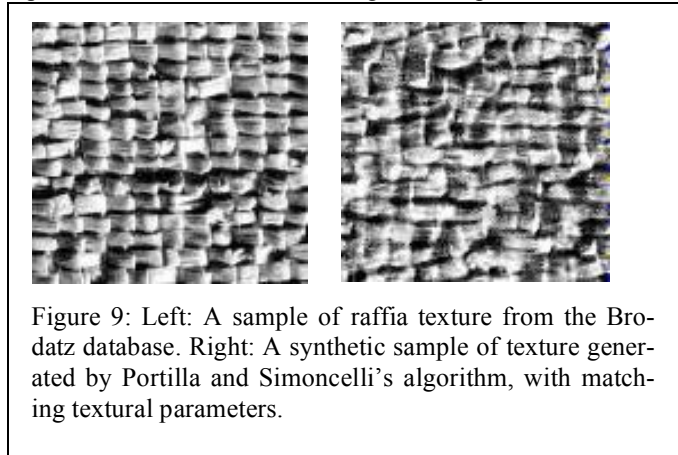 Figure 9: Left: A sample of raffia texture from the Bro-
datz database. Right: A synthetic sample of texture gener-
ated by Portilla and Simoncelli's algorithm, with match-
ing textural parameters.